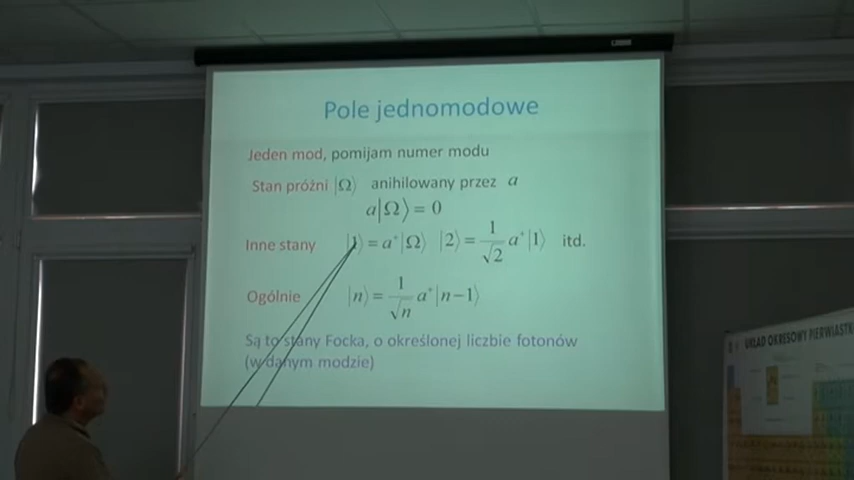 Pole jednomodowe
Jeden mod, pomijam numer modu
Stan próżni |Ω⟩ anihilowany przez a
a|Ω⟩ = 0
Inne stany |1⟩ = a⁺|Ω⟩ |2⟩ = 1/√2 a⁺|1⟩ itd.
Ogólnie |n⟩ = 1/√n a⁺|n−1⟩
Są to stany Focka, o określonej liczbie fotonów
(w danym modzie)
UKŁAD OKRESOWY PIERWIASTK